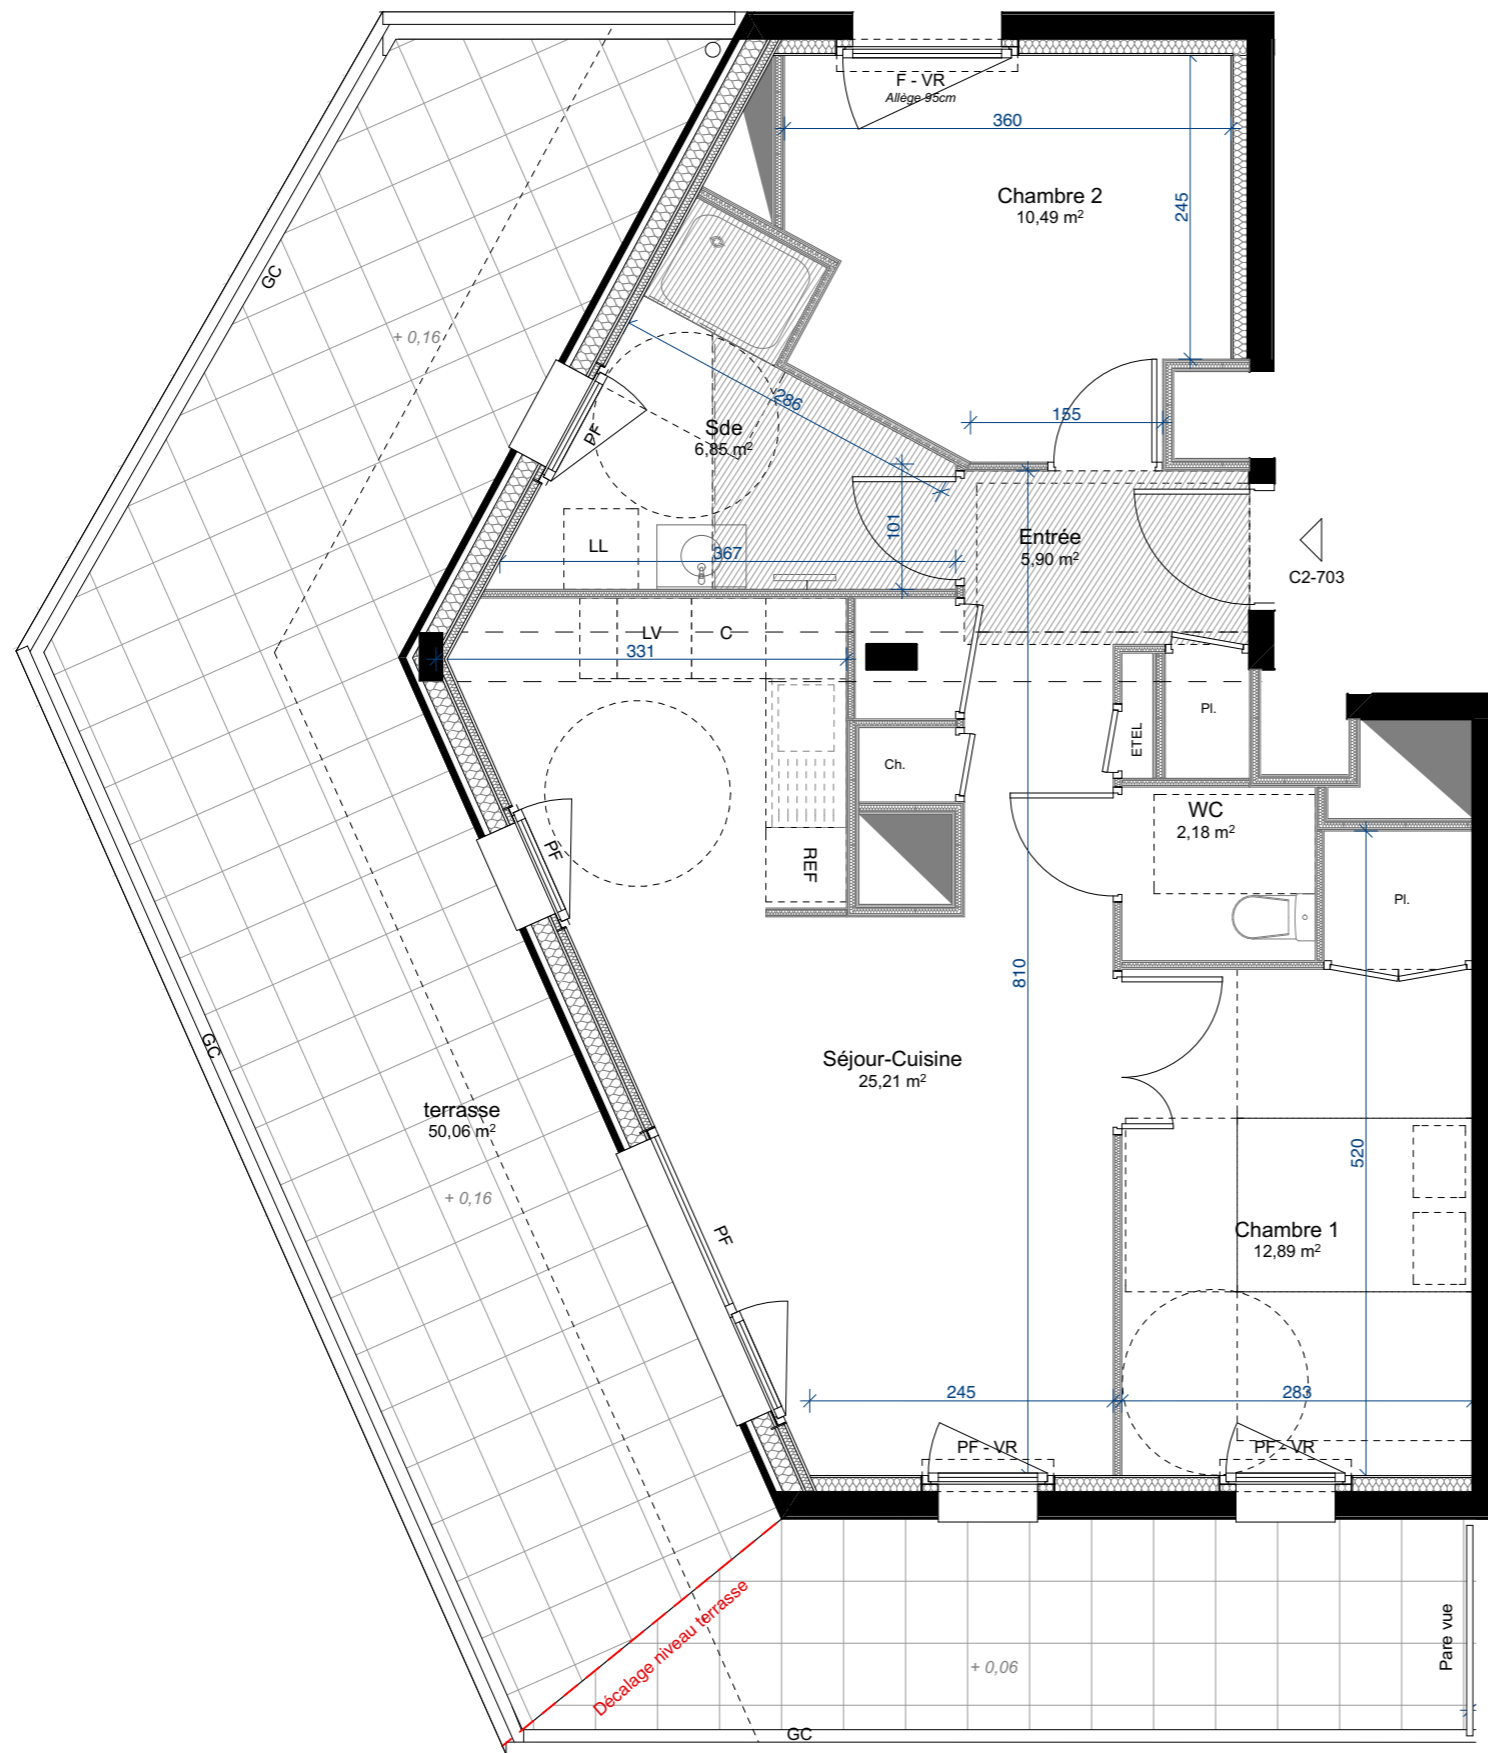 F - VR
Allège 95cm
360
Chambre 2
10,49 m²
245
GC
+ 0,16
286
155
PF
Sde
6,85 m²
101
Entrée
5,90 m²
LL
367
C2-703
LV
C
331
Pl.
ETEL
Ch.
WC
2,18 m²
PF
REF
Pl.
810
GC
Séjour-Cuisine
25,21 m²
terrasse
50,06 m²
520
+ 0,16
PF
Chambre 1
12,89 m²
245
283
PF - VR
PF - VR
Décalage niveau terrasse
Pare vue
+ 0,06
GC